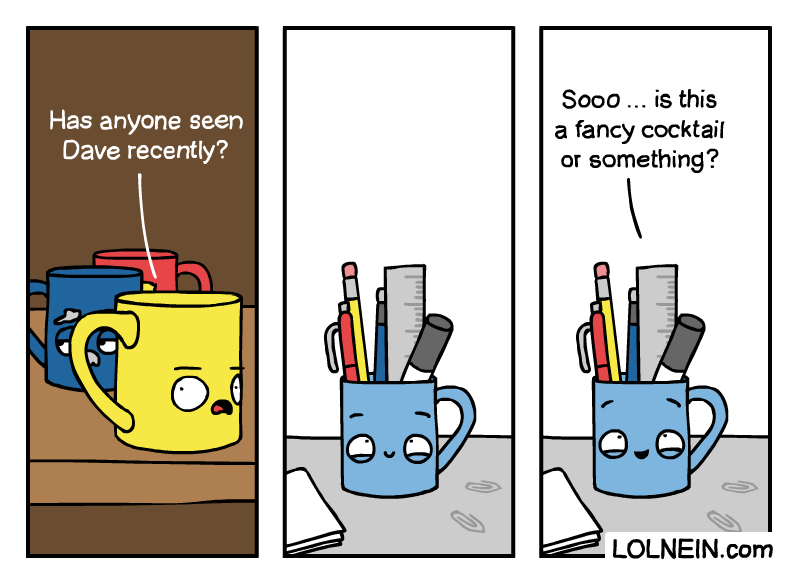 Has anyone seen
Dave recently?
Sooo ... is this
a fancy cocktail
or something?
LOLNEIN.com